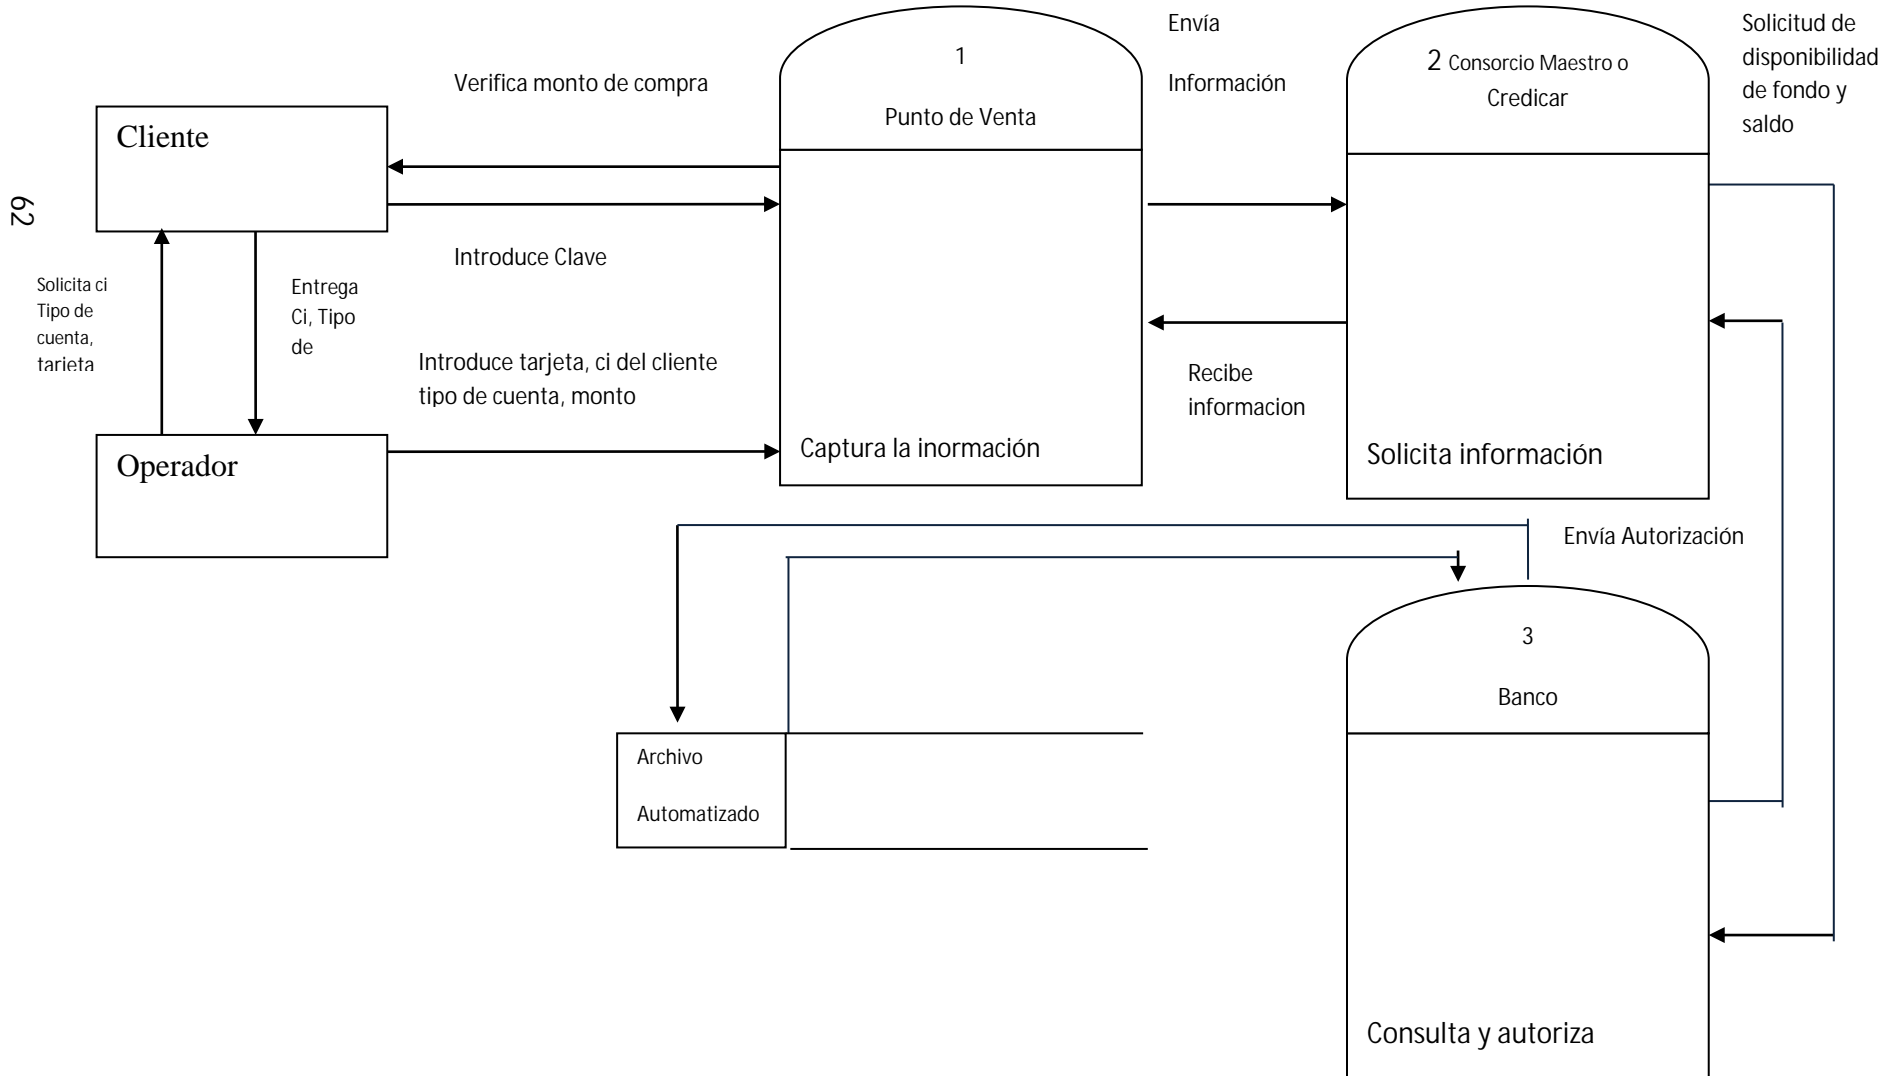 62
Cliente
Solicita ci
Tipo de
cuenta,
tarjeta
Entrega
Ci, Tipo
de
Operador
Verifica monto de compra
Introduce Clave
Introduce tarjeta, ci del cliente
tipo de cuenta, monto
1
Punto de Venta
Captura la inormación
Envía
Información
Recibe
informacion
2 Consorcio Maestro o
Credicar
Solicita información
Solicitud de
disponibilidad
de fondo y
saldo
Envía Autorización
3
Banco
Consulta y autoriza
Archivo
Automatizado